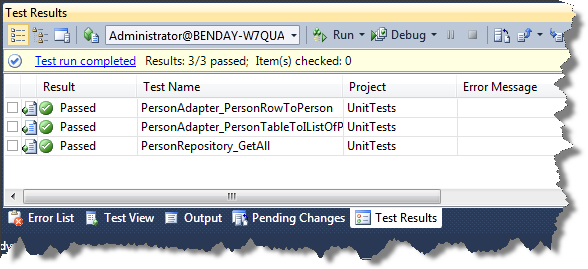 Test Results
Administrator@BENDAY-W7QUA Run Debug
Test run completed Results: 3/3 passed; Item(s) checked: 0
Result Test Name Project Error Message
Passed PersonAdapter_PersonRowToPerson UnitTests
Passed PersonAdapter_PersonTableToIListOfP UnitTests
Passed PersonRepository_GetAll UnitTests
Error List Test View Output Pending Changes Test Results